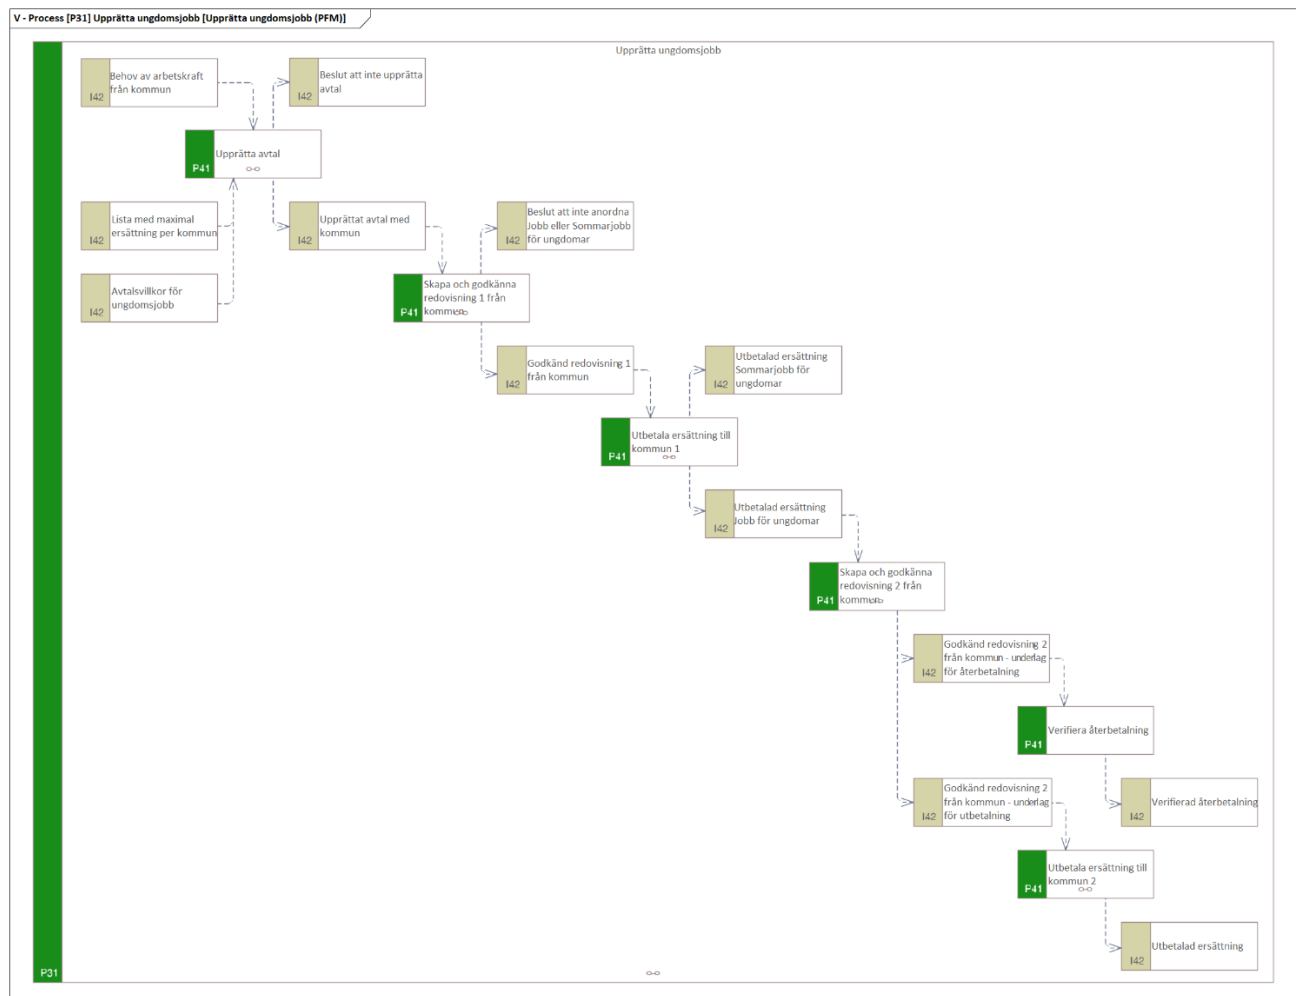 V - Process [P31] Upprätta ungdomsjobb [Upprätta ungdomsjobb (PFM)]
Upprätta ungdomsjobb
Behov av arbetskraft
från kommun
I42
Beslut att inte upprätta
avtal
I42
Upprätta avtal
P41
Lista med maximal
ersättning per kommun
I42
Upprättat avtal med
kommun
I42
Beslut att inte anordna
Jobb eller Sommarjobb
för ungdomar
I42
Avtalsvillkor för
ungdomsjobb
I42
Skapa och godkänna
redovisning 1 från
kommun
P41
Godkänd redovisning 1
från kommun
I42
Utbetalad ersättning
Sommarjobb för
ungdomar
I42
Utbetala ersättning till
kommun 1
P41
Utbetalad ersättning
Jobb för ungdomar
I42
Skapa och godkänna
redovisning 2 från
kommun
P41
Godkänd redovisning 2
från kommun - underlag
för återbetalning
I42
Verifiera återbetalning
P41
Godkänd redovisning 2
från kommun - underlag
för utbetalning
I42
Verifierad återbetalning
I42
Utbetala ersättning till
kommun 2
P41
Utbetalad ersättning
I42
P31